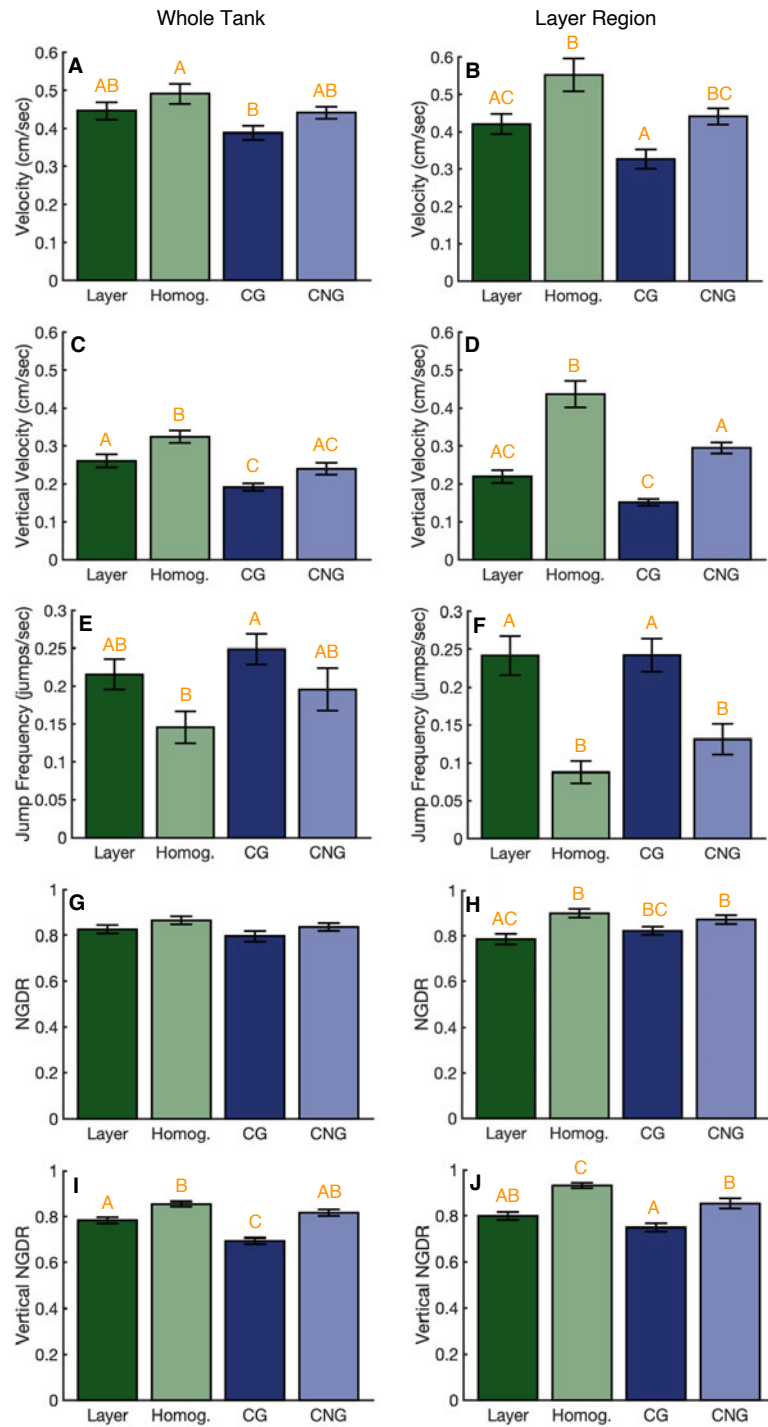 Whole Tank
Layer Region
A
Velocity (cm/sec)
0.6
0.5
0.4
0.3
0.2
0.1
0
AB
A
B
AB
Layer Homog. CG CNG
B
Velocity (cm/sec)
0.6
0.5
0.4
0.3
0.2
0.1
0
AC
B
A
BC
Layer Homog. CG CNG
C
Vertical Velocity (cm/sec)
0.6
0.5
0.4
0.3
0.2
0.1
0
A
B
C
AC
Layer Homog. CG CNG
D
Vertical Velocity (cm/sec)
0.6
0.5
0.4
0.3
0.2
0.1
0
AC
B
C
A
Layer Homog. CG CNG
E
Jump Frequency (jumps/sec)
0.3
0.25
0.2
0.15
0.1
0.05
0
AB
B
A
AB
Layer Homog. CG CNG
F
Jump Frequency (jumps/sec)
0.3
0.25
0.2
0.15
0.1
0.05
0
A
B
A
B
Layer Homog. CG CNG
G
NGDR
1
0.8
0.6
0.4
0.2
0
Layer Homog. CG CNG
H
NGDR
1
0.8
0.6
0.4
0.2
0
AC
B
BC
B
Layer Homog. CG CNG
I
Vertical NGDR
1
0.8
0.6
0.4
0.2
0
A
B
C
AB
Layer Homog. CG CNG
J
Vertical NGDR
1
0.8
0.6
0.4
0.2
0
AB
C
A
B
Layer Homog. CG CNG